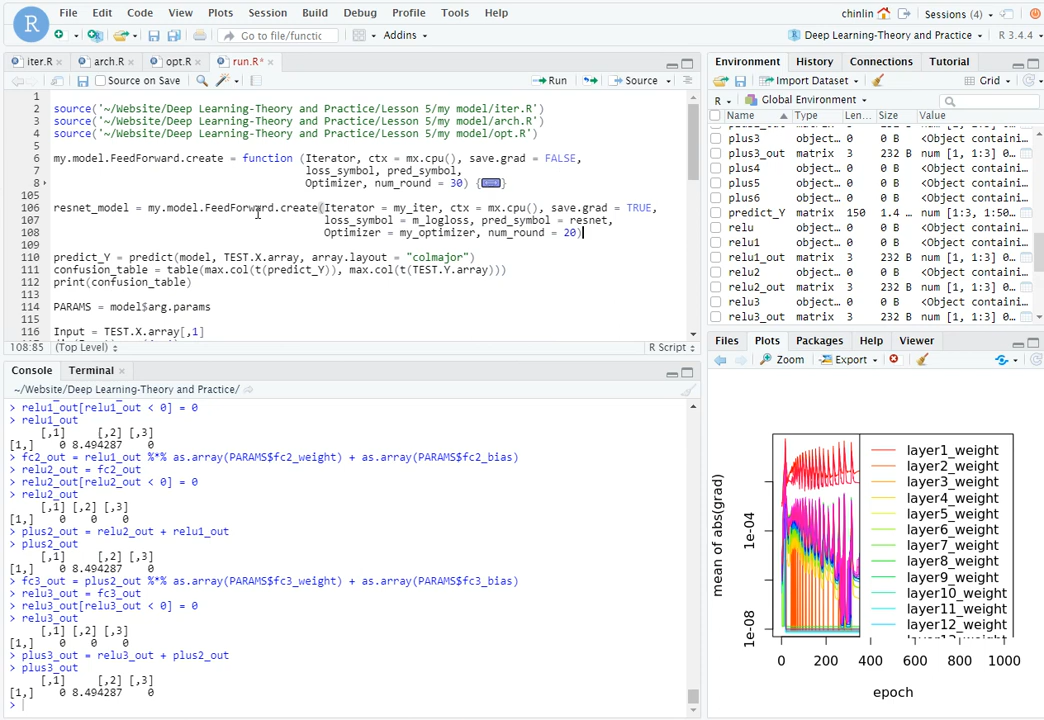 File Edit Code View Plots Session Build Debug Profile Tools Help
chinlin Sessions (4)
Go to file/functic Addins
Deep Learning-Theory and Practice R 3.4.4
iter.R × arch.R × opt.R × run.R* ×
Source on Save Run Source
1
2 source('~/Website/Deep Learning-Theory and Practice/Lesson 5/my model/iter.R')
3 source('~/Website/Deep Learning-Theory and Practice/Lesson 5/my model/arch.R')
4 source('~/Website/Deep Learning-Theory and Practice/Lesson 5/my model/opt.R')
5
6 my.model.FeedForward.create = function (Iterator, ctx = mx.cpu(), save.grad = FALSE,
7 loss_symbol, pred_symbol,
8 Optimizer, num_round = 30) {
105
106 resnet_model = my.model.FeedForward.create(Iterator = my_iter, ctx = mx.cpu(), save.grad = TRUE,
107 loss_symbol = m_logloss, pred_symbol = resnet,
108 Optimizer = my_optimizer, num_round = 20)
109
110 predict_Y = predict(model, TEST.X.array, array.layout = "colmajor")
111 confusion_table = table(max.col(t(predict_Y)), max.col(t(TEST.Y.array)))
112 print(confusion_table)
113
114 PARAMS = model$arg.params
115
116 Input = TEST.X.array[,1]
108:85 (Top Level) R Script
Console Terminal ×
~/Website/Deep Learning-Theory and Practice/
> relu1_out[relu1_out < 0] = 0
> relu1_out
[,1] [,2] [,3]
[1,] 0 8.494287 0
> fc2_out = relu1_out %*% as.array(PARAMS$fc2_weight) + as.array(PARAMS$fc2_bias)
> relu2_out = fc2_out
> relu2_out[relu2_out < 0] = 0
> relu2_out
[,1] [,2] [,3]
[1,] 0 0 0
> plus2_out = relu2_out + relu1_out
> plus2_out
[,1] [,2] [,3]
[1,] 0 8.494287 0
> fc3_out = plus2_out %*% as.array(PARAMS$fc3_weight) + as.array(PARAMS$fc3_bias)
> relu3_out = fc3_out
> relu3_out[relu3_out < 0] = 0
> relu3_out
[,1] [,2] [,3]
[1,] 0 0 0
> plus3_out = relu3_out + plus2_out
> plus3_out
[,1] [,2] [,3]
[1,] 0 8.494287 0
>
Environment History Connections Tutorial
Import Dataset Grid
R Global Environment
Name Type Len… Size Value
plus3 object… 0 0 B <Object containi…
plus3_out matrix 3 232 B num [1, 1:3] 0…
plus4 object… 0 0 B <Object containi…
plus5 object… 0 0 B <Object containi…
plus6 object… 0 0 B <Object containi…
predict_Y matrix 150 1.4 … num [1:3, 1:50…
relu object… 0 0 B <Object containi…
relu1 object… 0 0 B <Object containi…
relu1_out matrix 3 232 B num [1, 1:3] 0…
relu2 object… 0 0 B <Object containi…
relu2_out matrix 3 232 B num [1, 1:3] 0…
relu3 object… 0 0 B <Object containi…
relu3_out matrix 3 232 B num [1, 1:3] 0…
Files Plots Packages Help Viewer
Zoom Export
mean of abs(grad)
1e-04
1e-08
layer1_weight
layer2_weight
layer3_weight
layer4_weight
layer5_weight
layer6_weight
layer7_weight
layer8_weight
layer9_weight
layer10_weight
layer11_weight
layer12_weight
0 200 400 600 800 1000
epoch